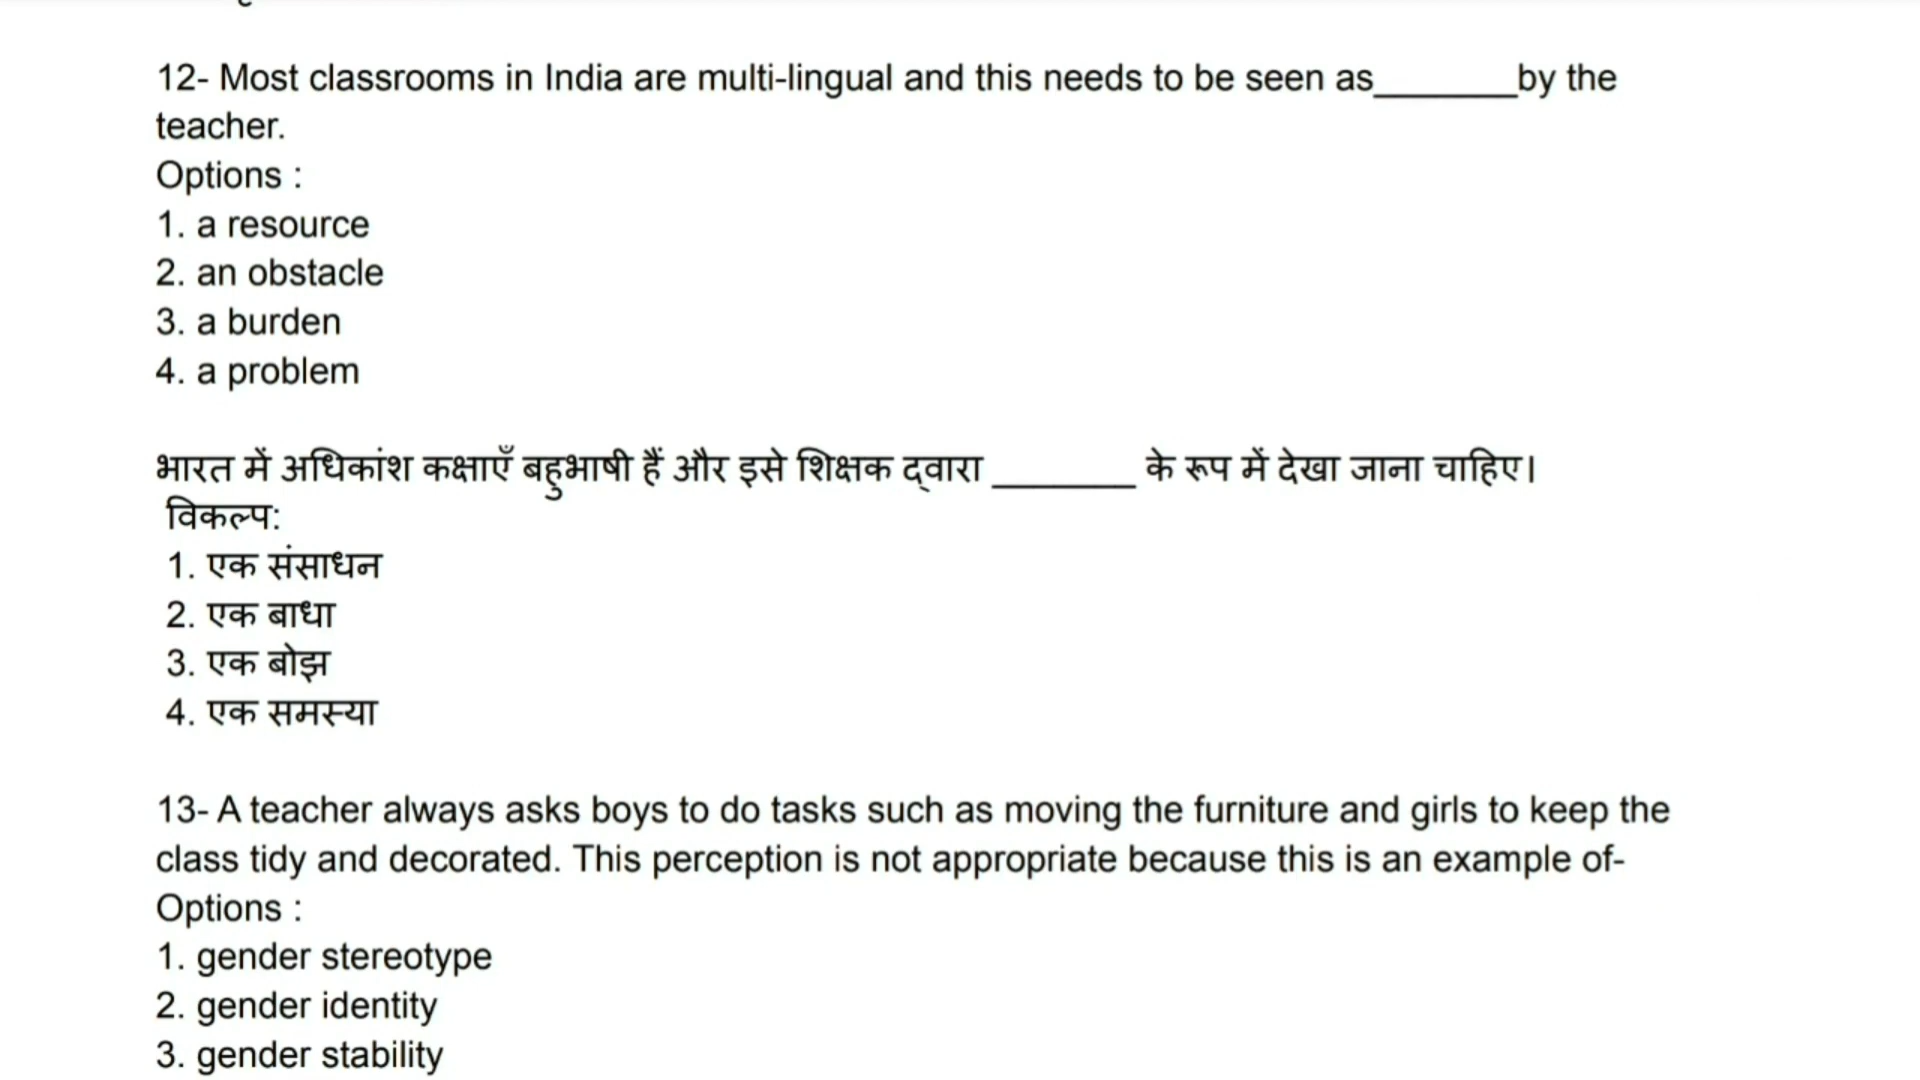 12- Most classrooms in India are multi-lingual and this needs to be seen as_______by the
teacher.
Options :
1. a resource
2. an obstacle
3. a burden
4. a problem
भारत में अधिकांश कक्षाएँ बहुभाषी हैं और इसे शिक्षक द्वारा _______ के रूप में देखा जाना चाहिए।
विकल्प:
1. एक संसाधन
2. एक बाधा
3. एक बोझ
4. एक समस्या
13- A teacher always asks boys to do tasks such as moving the furniture and girls to keep the
class tidy and decorated. This perception is not appropriate because this is an example of-
Options :
1. gender stereotype
2. gender identity
3. gender stability